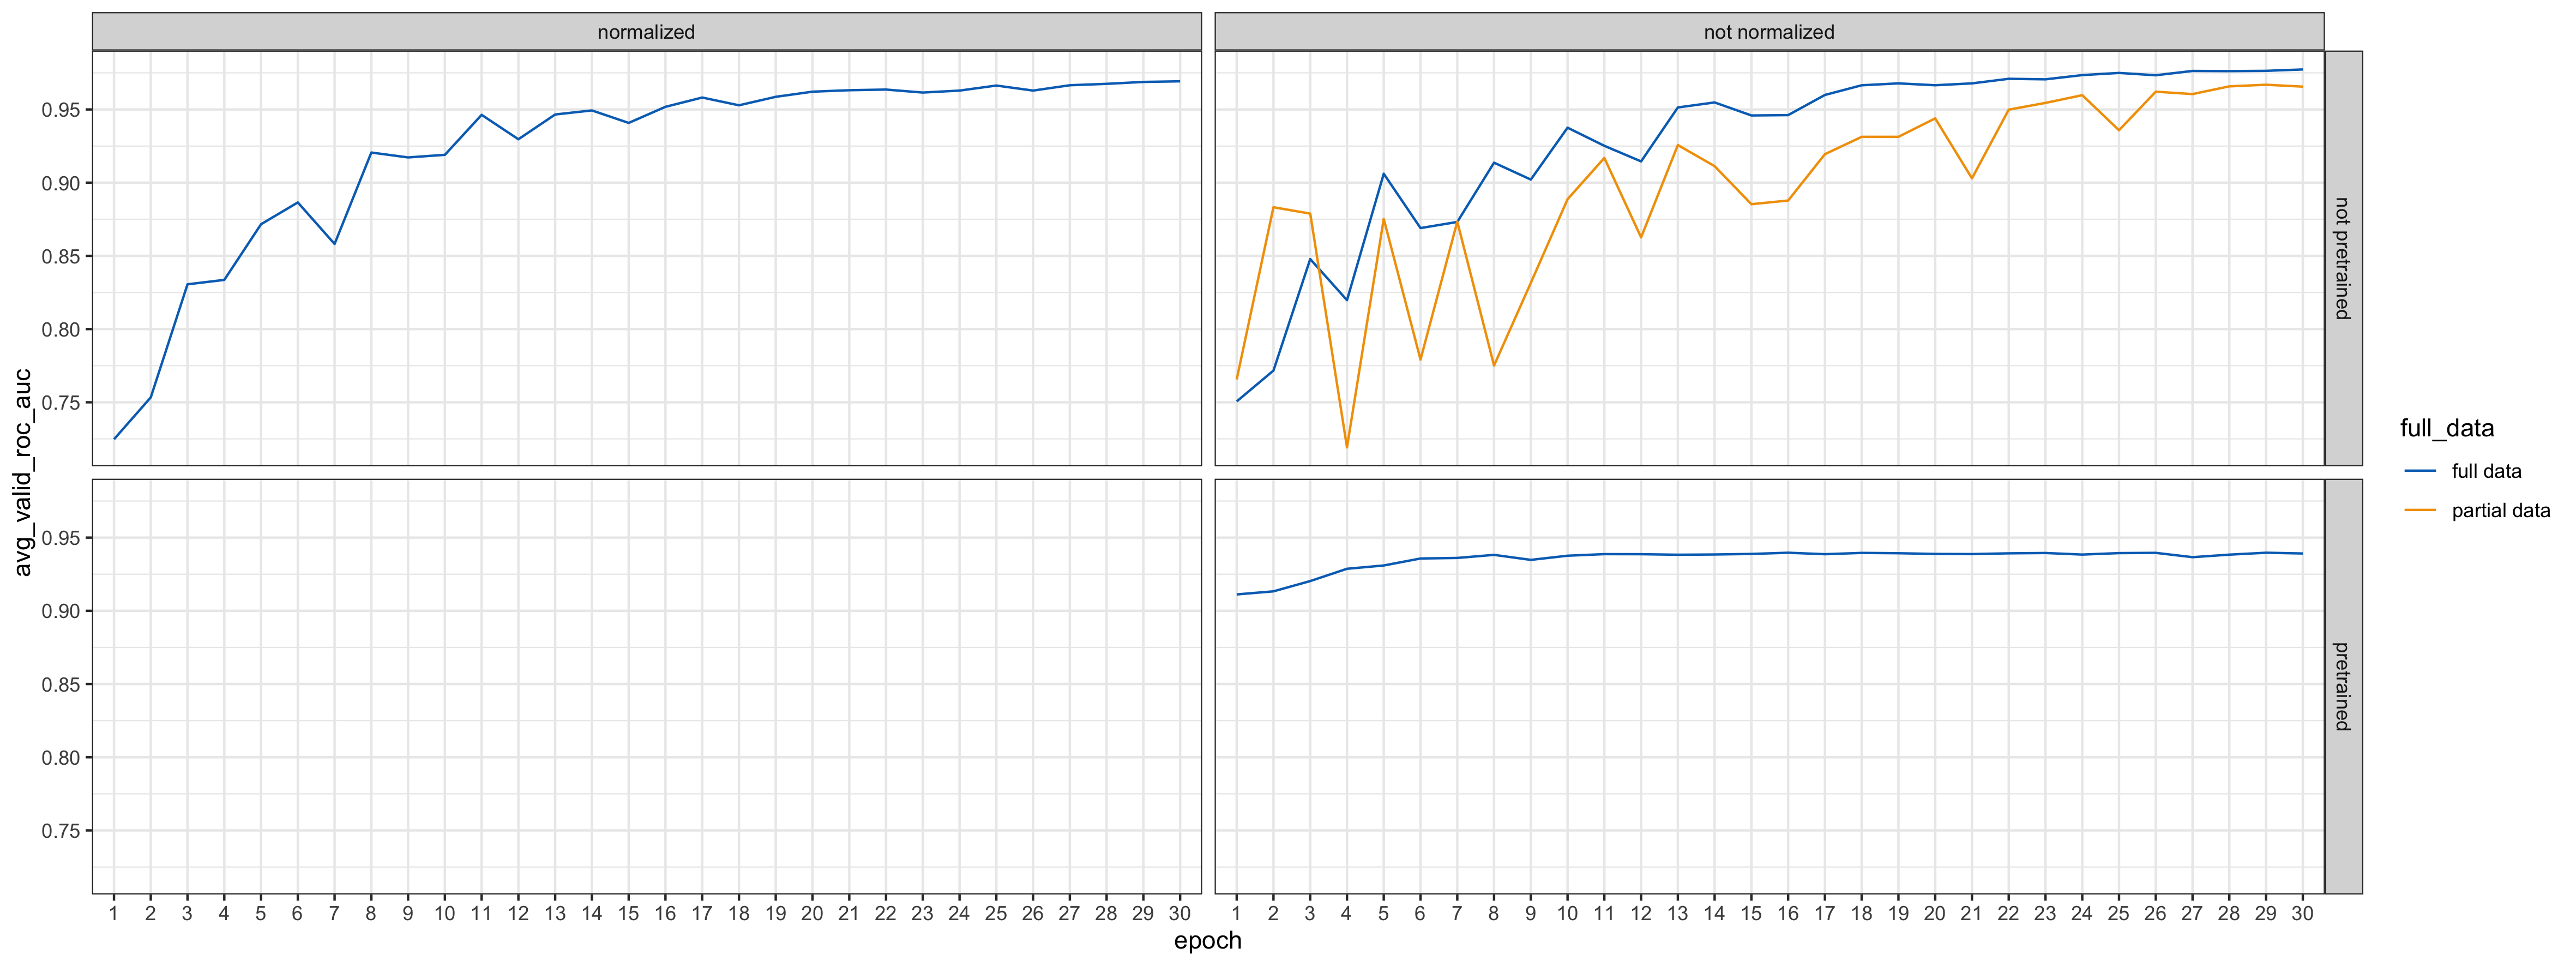 normalized
not normalized
avg_valid_roc_auc
0.95
0.90
0.85
0.80
0.75
not pretrained
0.95
0.90
0.85
0.80
0.75
pretrained
1 2 3 4 5 6 7 8 9 10 11 12 13 14 15 16 17 18 19 20 21 22 23 24 25 26 27 28 29 30
1 2 3 4 5 6 7 8 9 10 11 12 13 14 15 16 17 18 19 20 21 22 23 24 25 26 27 28 29 30
epoch
full_data
full data
partial data